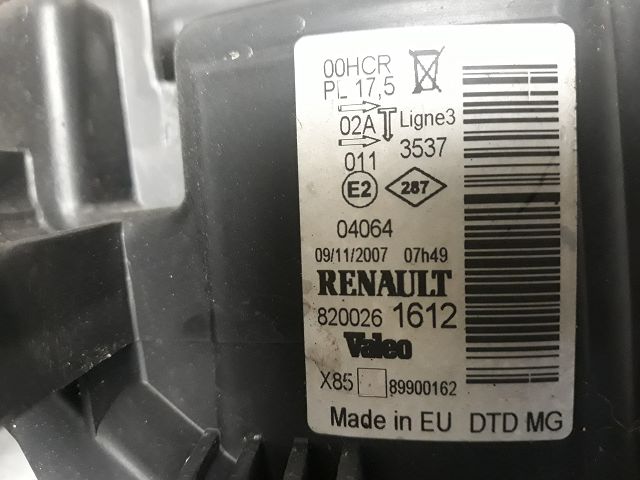 00HCR
PL 17,5
02A Ligne3
3537
011
E2 287
04064
09/11/2007 07h49
RENAULT
820026 1612
Valeo
X85 89900162
Made in EU DTD MG